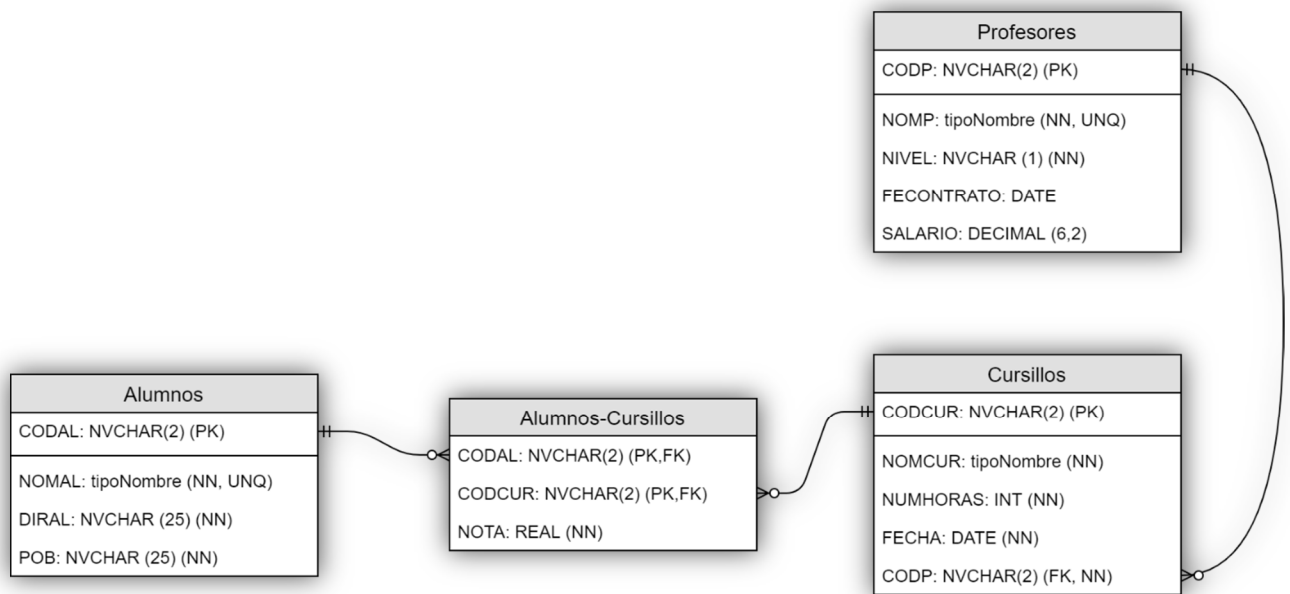 Profesores
CODP: NVCHAR(2) (PK)
NOMP: tipoNombre (NN, UNQ)
NIVEL: NVCHAR (1) (NN)
FECONTRATO: DATE
SALARIO: DECIMAL (6,2)
Alumnos
CODAL: NVCHAR(2) (PK)
NOMAL: tipoNombre (NN, UNQ)
DIRAL: NVCHAR (25) (NN)
POB: NVCHAR (25) (NN)
Alumnos-Cursillos
CODAL: NVCHAR(2) (PK,FK)
CODCUR: NVCHAR(2) (PK,FK)
NOTA: REAL (NN)
Cursillos
CODCUR: NVCHAR(2) (PK)
NOMCUR: tipoNombre (NN)
NUMHORAS: INT (NN)
FECHA: DATE (NN)
CODP: NVCHAR(2) (FK, NN)